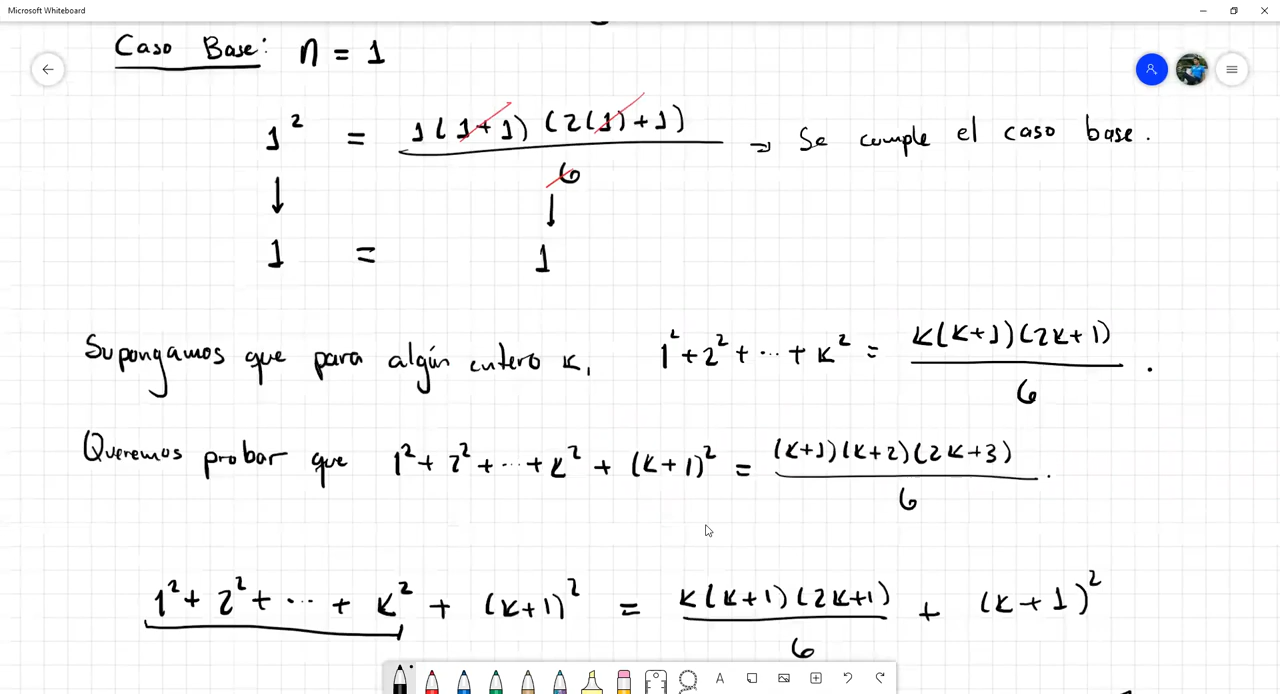 Microsoft Whiteboard
Caso Base: n = 1
1² = 1(1+1)(2(1)+1) / 6 → Se cumple el caso base.
↓ ↓
1 = 1
Supongamos que para algún entero k, 1² + 2² + ... + k² = k(k+1)(2k+1) / 6 .
Queremos probar que 1² + 2² + ... + k² + (k+1)² = (k+1)(k+2)(2k+3) / 6 .
1² + 2² + ... + k² + (k+1)² = k(k+1)(2k+1) / 6 + (k+1)²